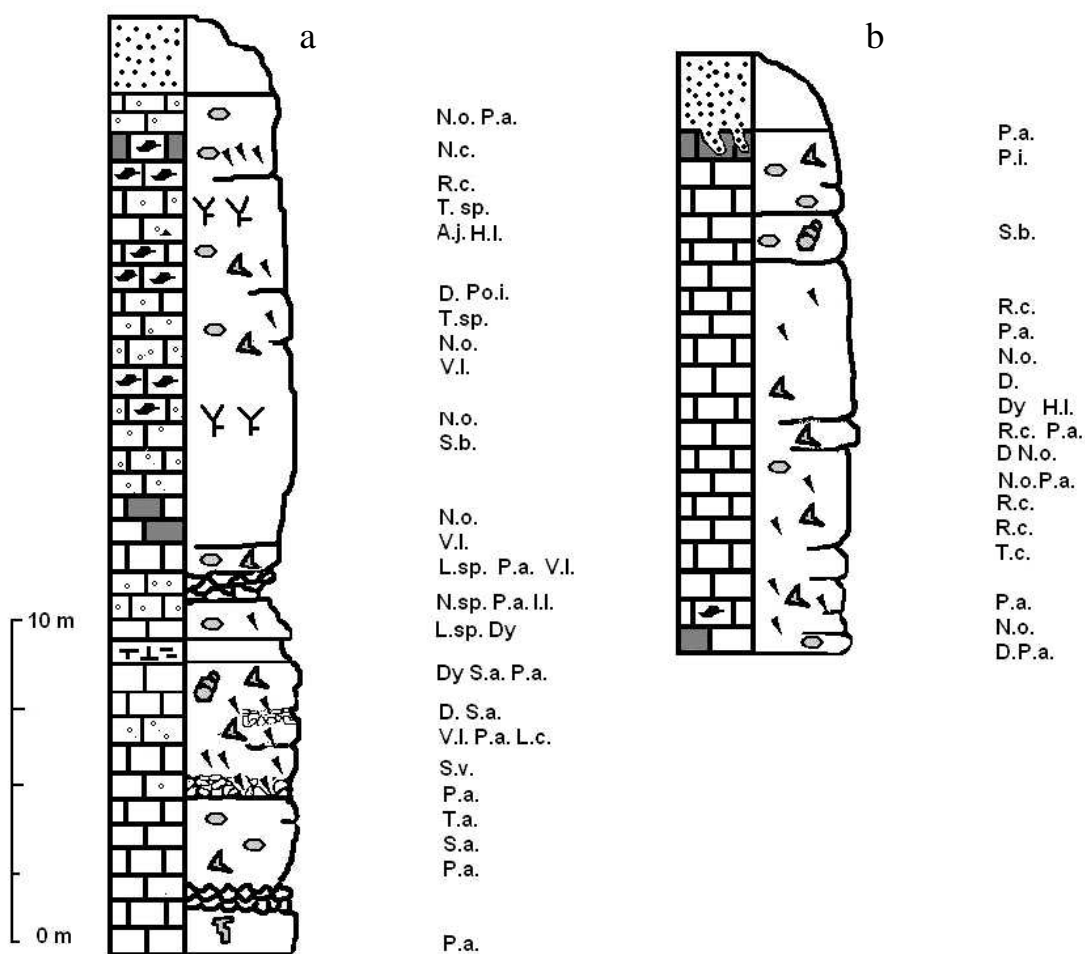 a
N.o. P.a.
N.c.
R.c.
T. sp.
A.j. H.l.
D. Po.i.
T.sp.
N.o.
V.l.
N.o.
S.b.
N.o.
V.l.
L.sp. P.a. V.l.
N.sp. P.a. I.l.
L.sp. Dy
Dy S.a. P.a.
D. S.a.
V.l. P.a. L.c.
S.v.
P.a.
T.a.
S.a.
P.a.
P.a.
10 m
0 m
b
P.a.
P.i.
S.b.
R.c.
P.a.
N.o.
D.
Dy H.l.
R.c. P.a.
D N.o.
N.o.P.a.
R.c.
R.c.
T.c.
P.a.
N.o.
D.P.a.